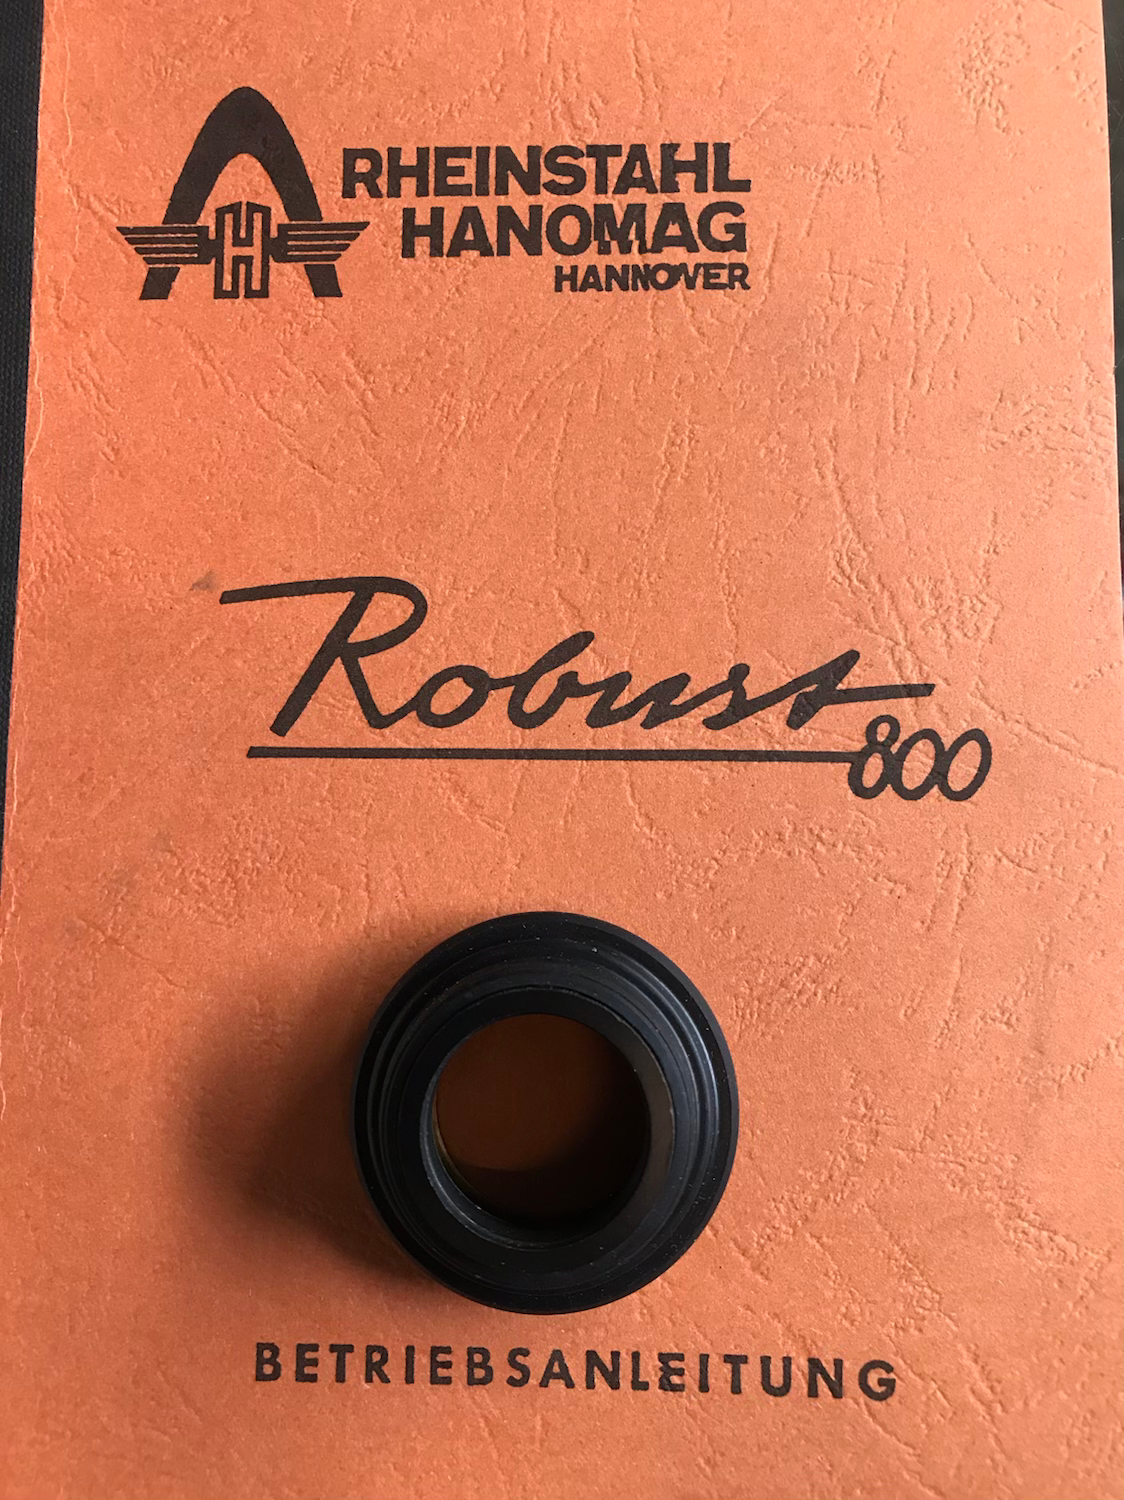 H
RHEINSTAHL
HANOMAG
HANNOVER
Robust
800
BETRIEBSANLEITUNG